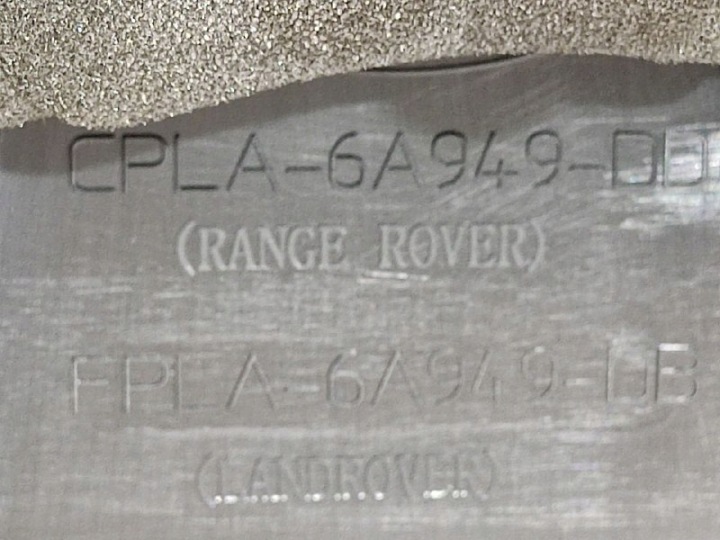 CPLA-6A949-DD
(RANGE ROVER)
FPLA-6A949-DB
(LANDROVER)